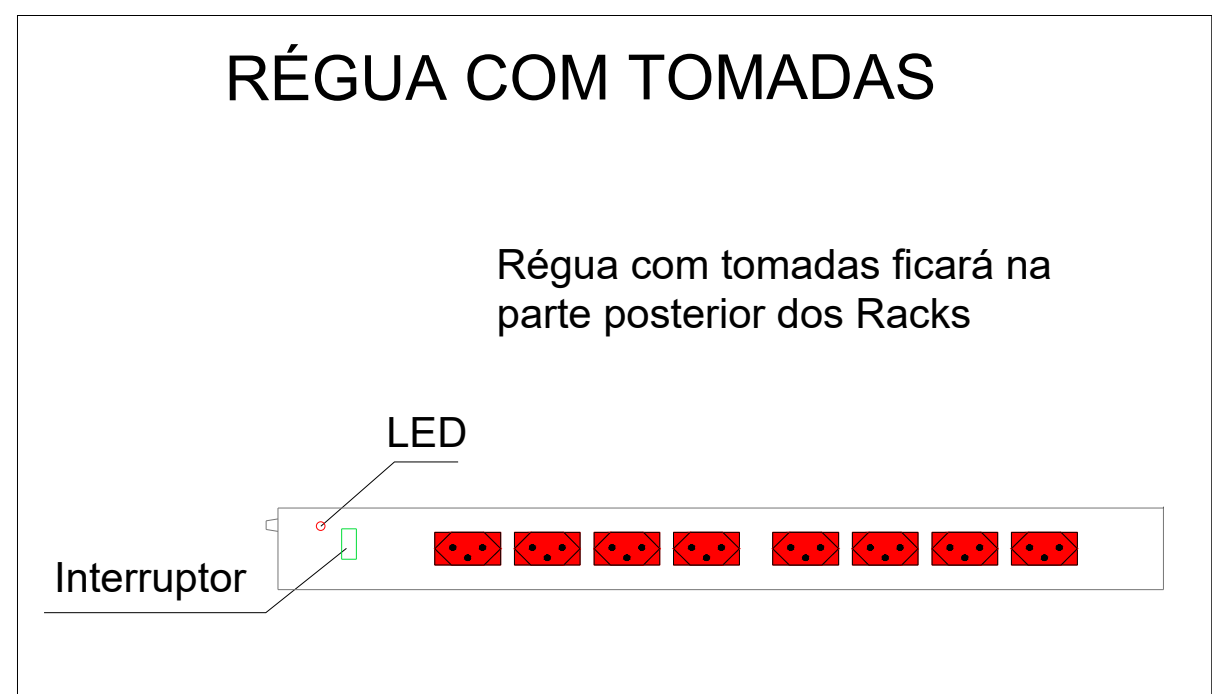 RÉGUA COM TOMADAS
Régua com tomadas ficará na
parte posterior dos Racks
LED
Interruptor